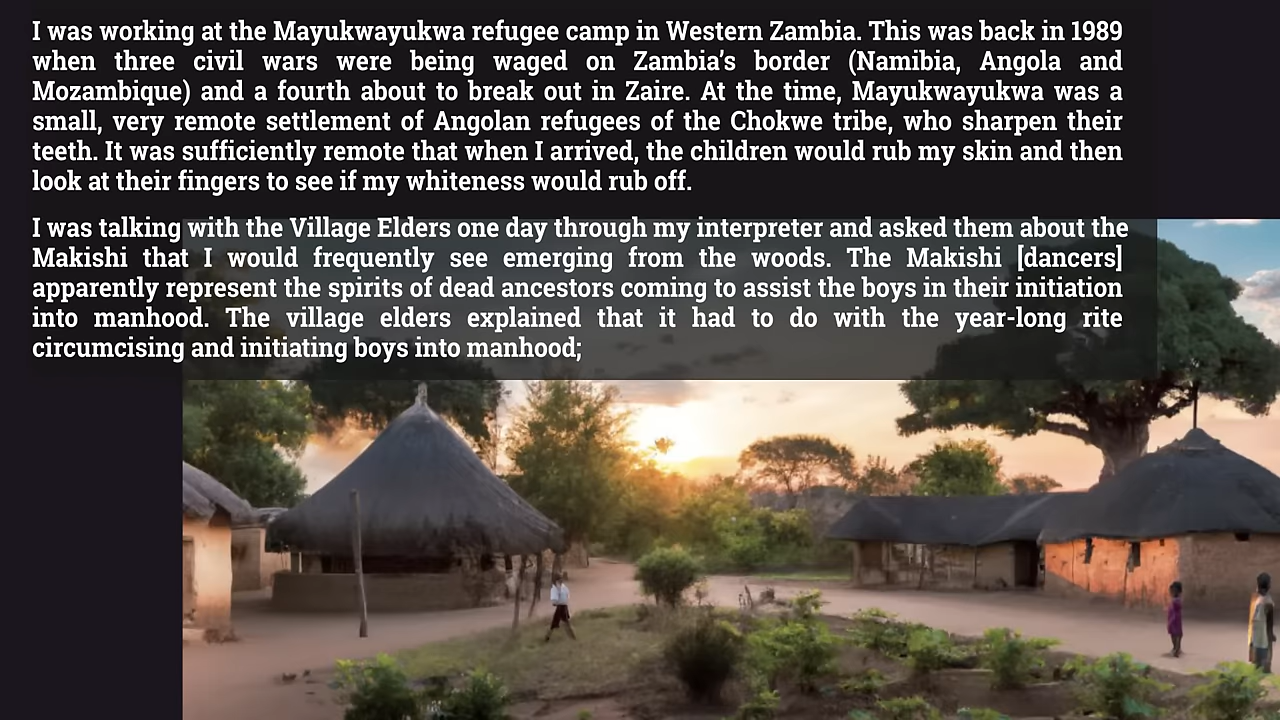 I was working at the Mayukwayukwa refugee camp in Western Zambia. This was back in 1989
when three civil wars were being waged on Zambia’s border (Namibia, Angola and
Mozambique) and a fourth about to break out in Zaire. At the time, Mayukwayukwa was a
small, very remote settlement of Angolan refugees of the Chokwe tribe, who sharpen their
teeth. It was sufficiently remote that when I arrived, the children would rub my skin and then
look at their fingers to see if my whiteness would rub off.
I was talking with the Village Elders one day through my interpreter and asked them about the
Makishi that I would frequently see emerging from the woods. The Makishi [dancers]
apparently represent the spirits of dead ancestors coming to assist the boys in their initiation
into manhood. The village elders explained that it had to do with the year-long rite
circumcising and initiating boys into manhood;